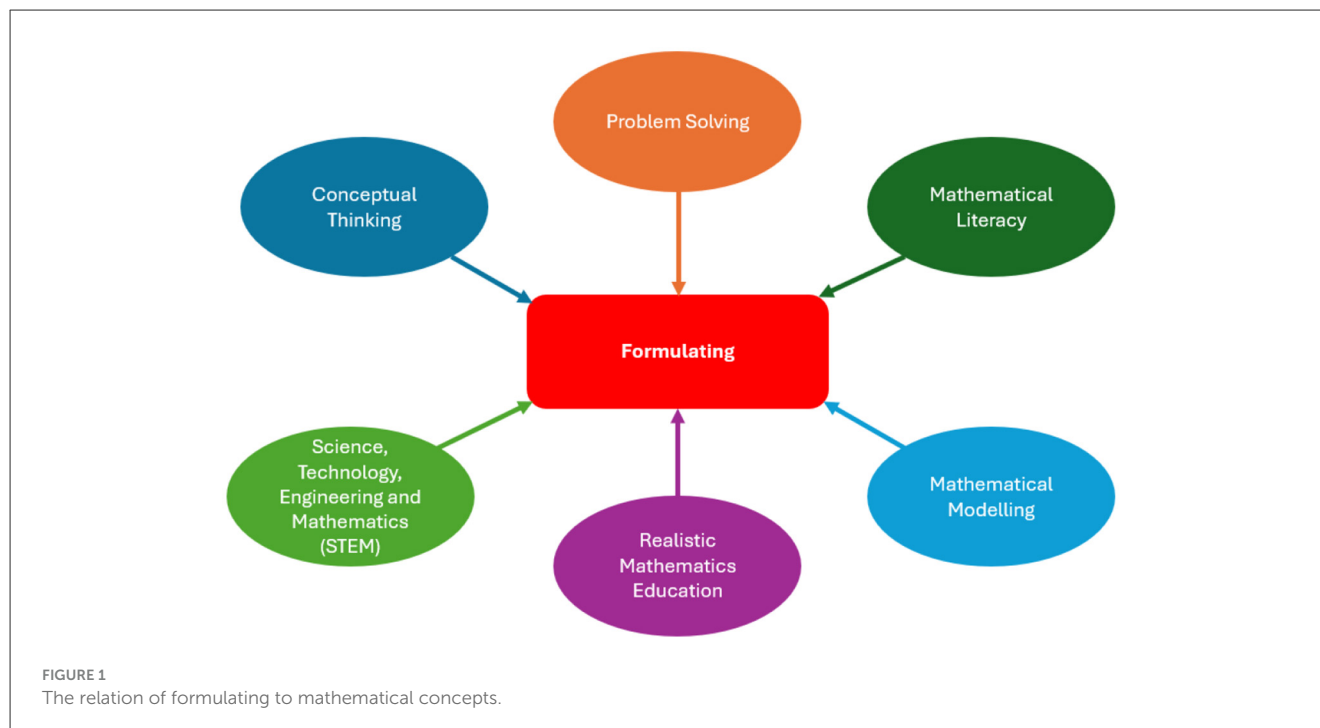 Problem Solving
Conceptual
Thinking
Mathematical
Literacy
Formulating
Science,
Technology,
Engineering and
Mathematics
(STEM)
Realistic
Mathematics
Education
Mathematical
Modelling
FIGURE 1
The relation of formulating to mathematical concepts.